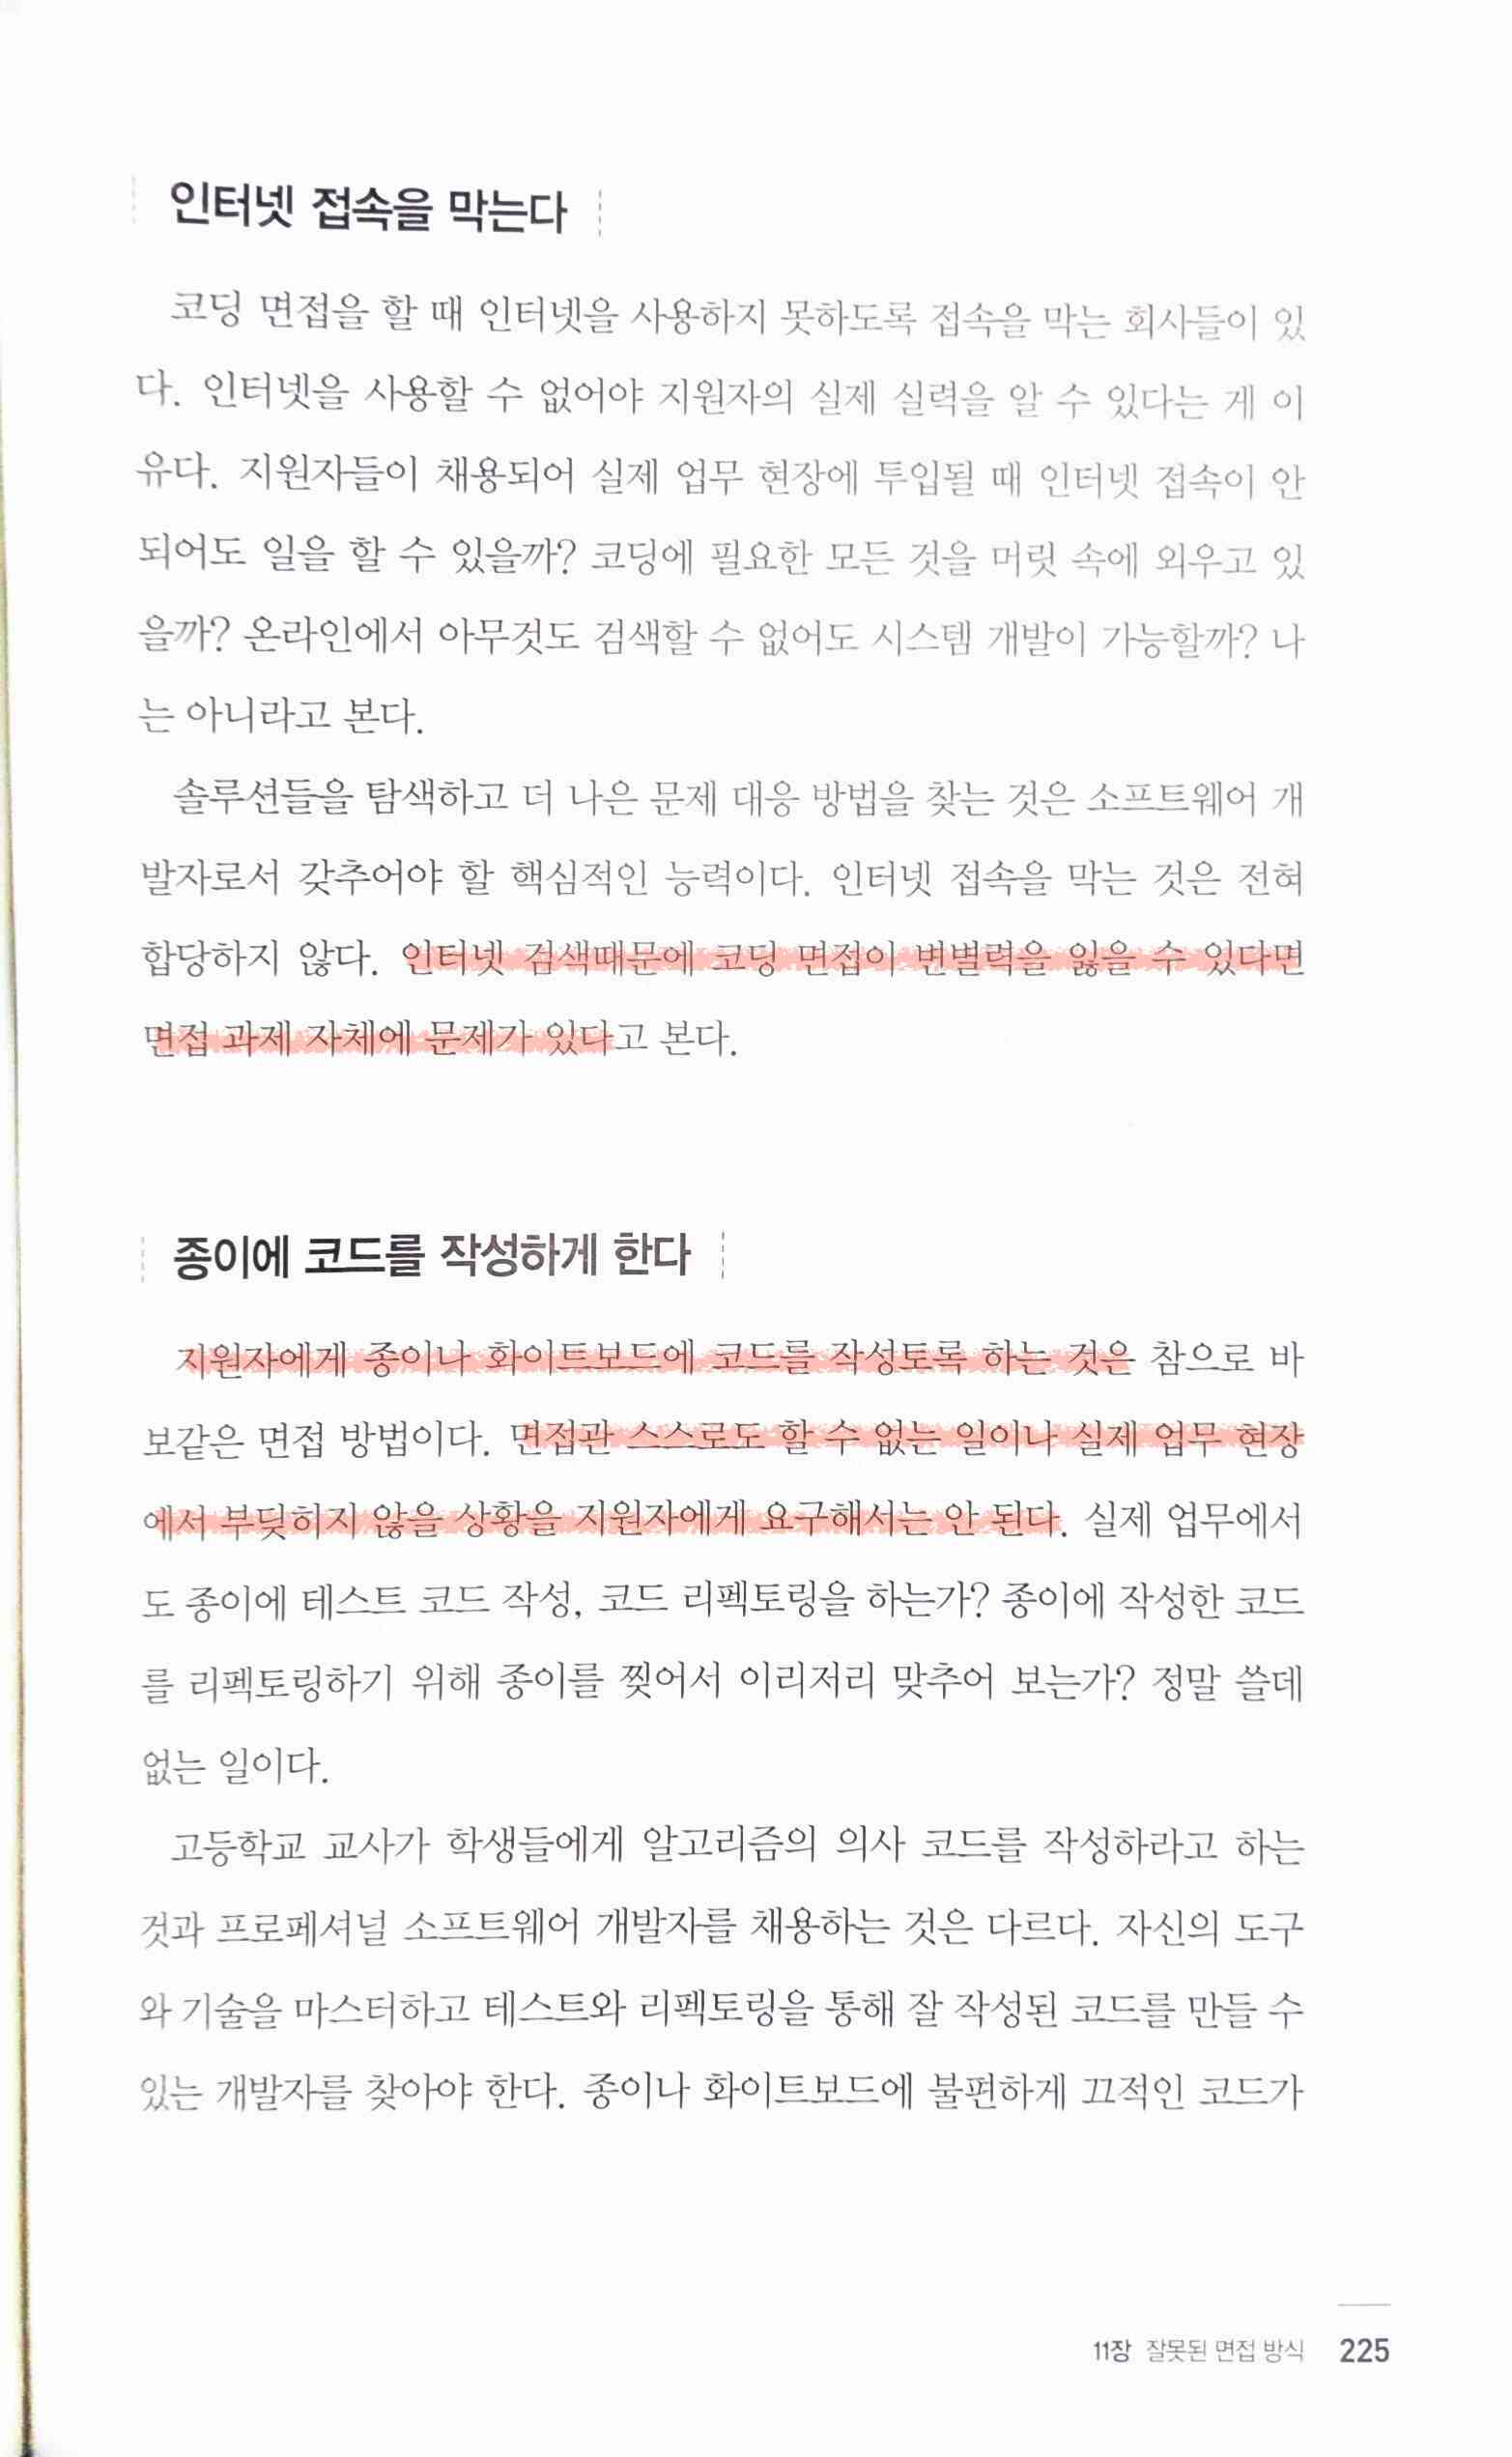 인터넷 접속을 막는다
코딩 면접을 할 때 인터넷을 사용하지 못하도록 접속을 막는 회사들이 있
다. 인터넷을 사용할 수 없어야 지원자의 실제 실력을 알 수 있다는 게 이
유다. 지원자들이 채용되어 실제 업무 현장에 투입될 때 인터넷 접속이 안
되어도 일을 할 수 있을까? 코딩에 필요한 모든 것을 머릿 속에 외우고 있
을까? 온라인에서 아무것도 검색할 수 없어도 시스템 개발이 가능할까? 나
는 아니라고 본다.
솔루션들을 탐색하고 더 나은 문제 대응 방법을 찾는 것은 소프트웨어 개
발자로서 갖추어야 할 핵심적인 능력이다. 인터넷 접속을 막는 것은 전혀
합당하지 않다. 인터넷 검색때문에 코딩 면접이 변별력을 잃을 수 있다면
면접 과제 자체에 문제가 있다고 본다.
종이에 코드를 작성하게 한다
지원자에게 종이나 화이트보드에 코드를 작성토록 하는 것은 참으로 바
보같은 면접 방법이다. 면접관 스스로도 할 수 없는 일이나 실제 업무 현장
에서 부딪히지 않을 상황을 지원자에게 요구해서는 안 된다. 실제 업무에서
도 종이에 테스트 코드 작성, 코드 리펙토링을 하는가? 종이에 작성한 코드
를 리펙토링하기 위해 종이를 찢어서 이리저리 맞추어 보는가? 정말 쓸데
없는 일이다.
고등학교 교사가 학생들에게 알고리즘의 의사 코드를 작성하라고 하는
것과 프로페셔널 소프트웨어 개발자를 채용하는 것은 다르다. 자신의 도구
와 기술을 마스터하고 테스트와 리펙토링을 통해 잘 작성된 코드를 만들 수
있는 개발자를 찾아야 한다. 종이나 화이트보드에 불편하게 끄적인 코드가
11장 잘못된 면접 방식 225